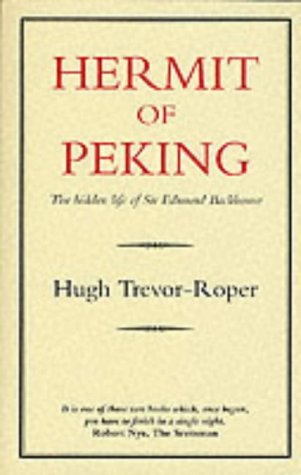 HERMIT
OF
PEKING
The hidden life of Sir Edmund Backhouse
Hugh Trevor-Roper
It is one of those rare books which, once begun,
you have to finish in a single night.
Robert Nye, The Scotsman